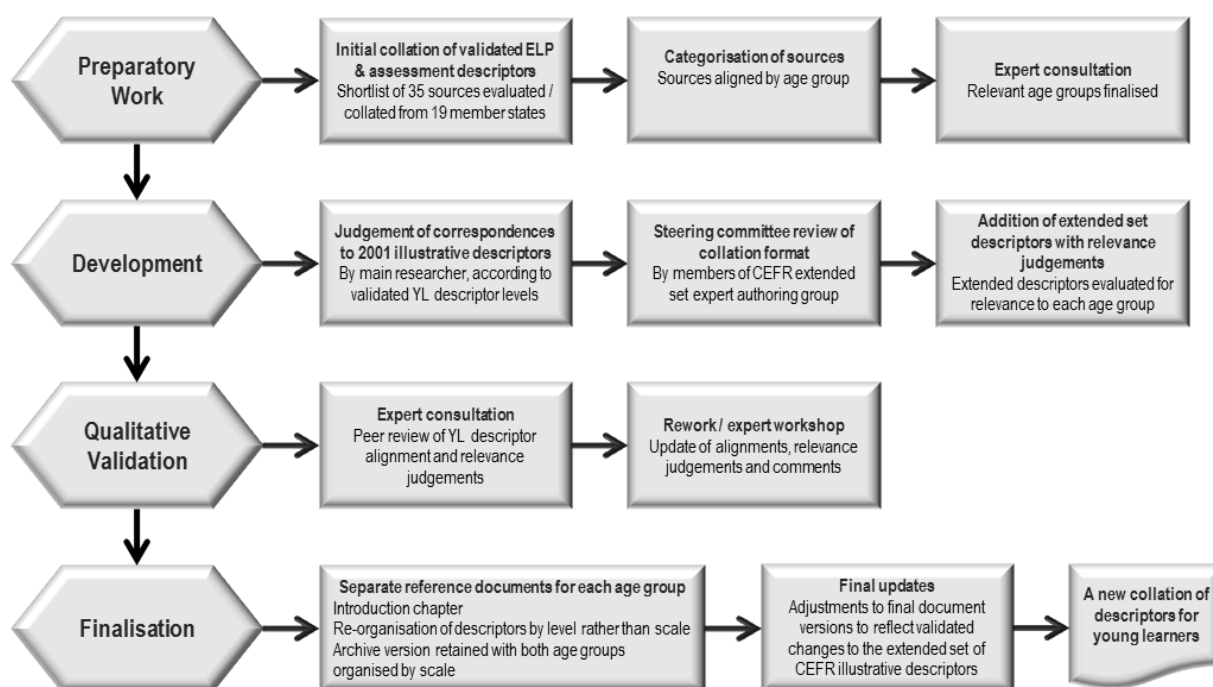 Preparatory
Work
Initial collation of validated ELP
& assessment descriptors
Shortlist of 35 sources evaluated /
collated from 19 member states
Categorisation of sources
Sources aligned by age group
Expert consultation
Relevant age groups finalised
Development
Judgement of correspondences
to 2001 illustrative descriptors
By main researcher, according to
validated YL descriptor levels
Steering committee review of
collation format
By members of CEFR extended
set expert authoring group
Addition of extended set
descriptors with relevance
judgements
Extended descriptors evaluated for
relevance to each age group
Qualitative
Validation
Expert consultation
Peer review of YL descriptor
alignment and relevance
judgements
Rework / expert workshop
Update of alignments, relevance
judgements and comments
Finalisation
Separate reference documents for each age group
Introduction chapter
Re-organisation of descriptors by level rather than scale
Archive version retained with both age groups
organised by scale
Final updates
Adjustments to final document
versions to reflect validated
changes to the extended set of
CEFR illustrative descriptors
A new collation of
descriptors for
young learners